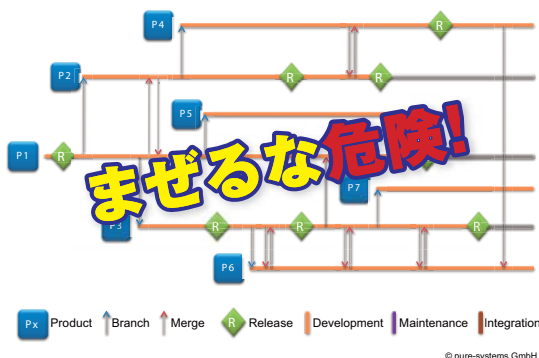 P4
R
P2
R
R
P5
P1
R
まぜるな危険!
P7
P3
R
R
R
P6
Px Product Branch Merge R Release Development Maintenance Integration
© pure-systems GmbH